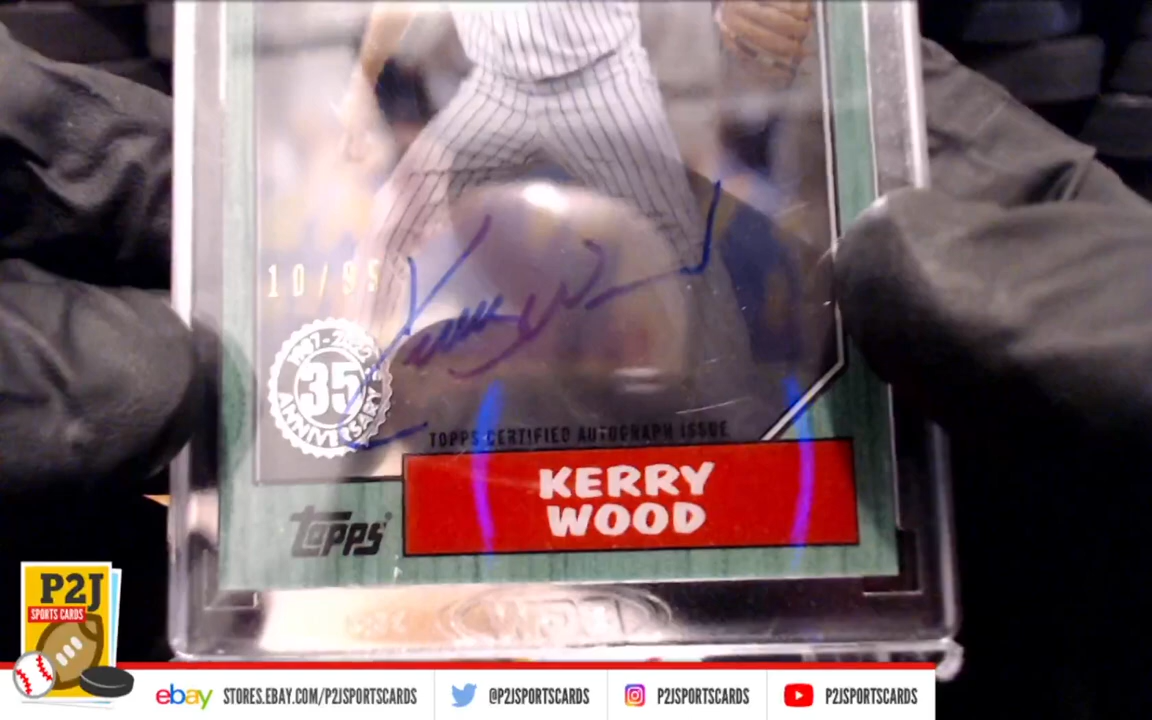 10/99
1987-2022
35
ANNIVERSARY
TOPPS CERTIFIED AUTOGRAPH ISSUE
KERRY
WOOD
Topps
P2J
SPORTS CARDS
ebay STORES.EBAY.COM/P2JSPORTSCARDS
@P2JSPORTSCARDS
P2JSPORTSCARDS
P2JSPORTSCARDS